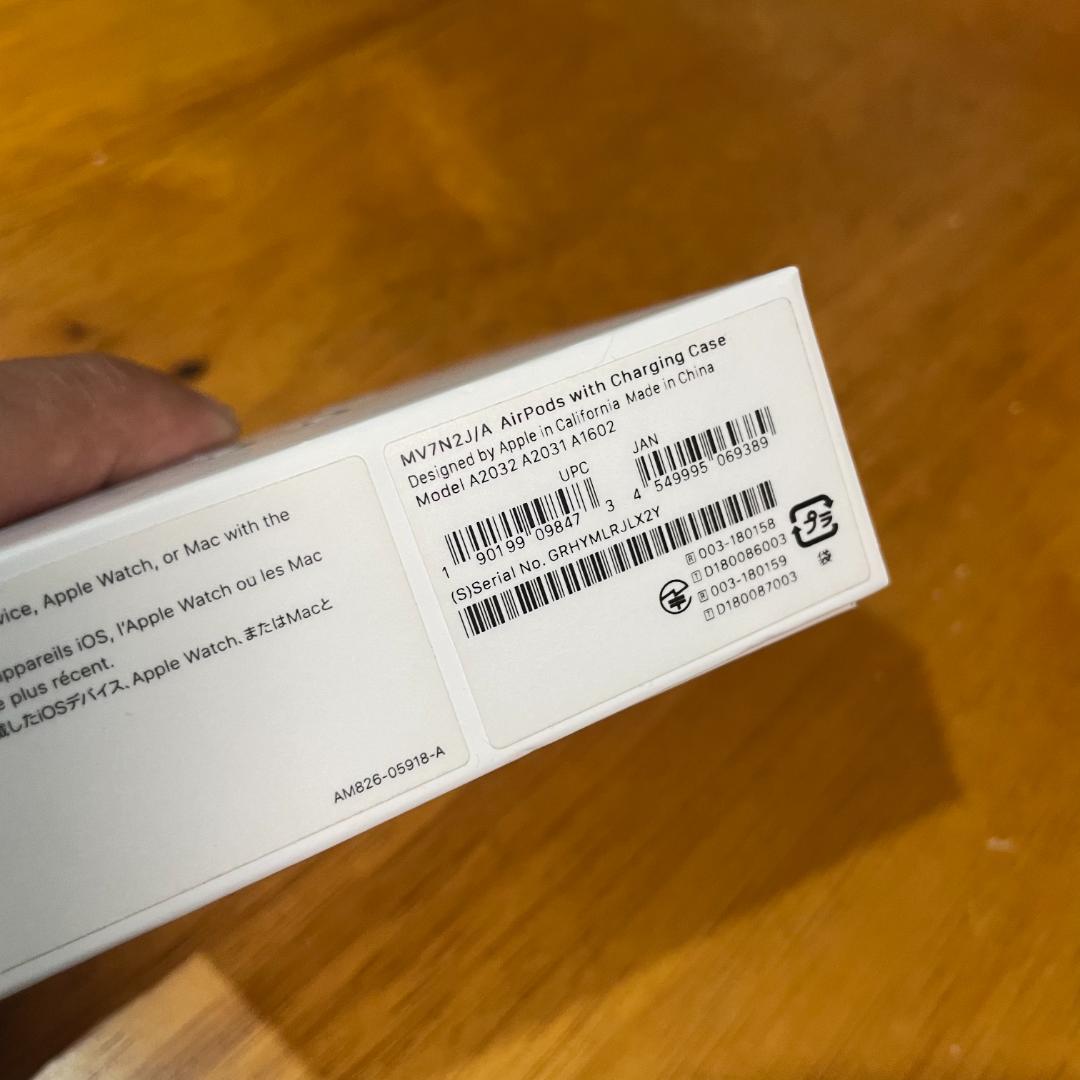 vice, Apple Watch, or Mac with the
appareils iOS, l'Apple Watch ou les Mac
plus récent.
したiOSデバイス、Apple Watch、またはMacと
AM826-05918-A
MV7N2J/A AirPods with Charging Case
Designed by Apple in California Made in China
Model A2032 A2031 A1602
UPC
1 90199 09847 3
JAN
4 549995 069389
(S)Serial No. GRHYMLRJLX2Y
R 003-180158
T D180086003
R 003-180159
T D180087003
プラ
袋